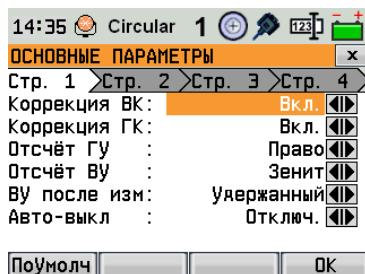 14:35 Circular 1 123
ОСНОВНЫЕ ПАРАМЕТРЫ x
Стр. 1 Стр. 2 Стр. 3 Стр. 4
Коррекция ВК: Вкл.
Коррекция ГК: Вкл.
Отсчёт ГУ : Право
Отсчёт ВУ : Зенит
ВУ после изм: Удержанный
Авто-выкл : Отключ.
ПоУмолч OK